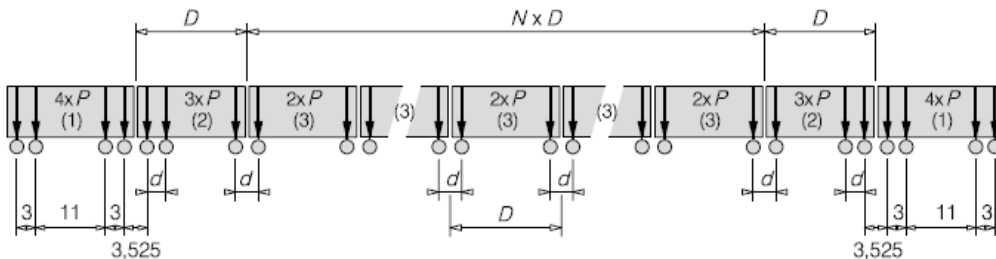 D N x D D
4x P 3x P 2x P (3) 2x P (3) 2x P 3x P 4x P
(1) (2) (3) (3) (3) (2) (1)
d d d d d d
3 11 3 D 3 11 3
3,525 3,525